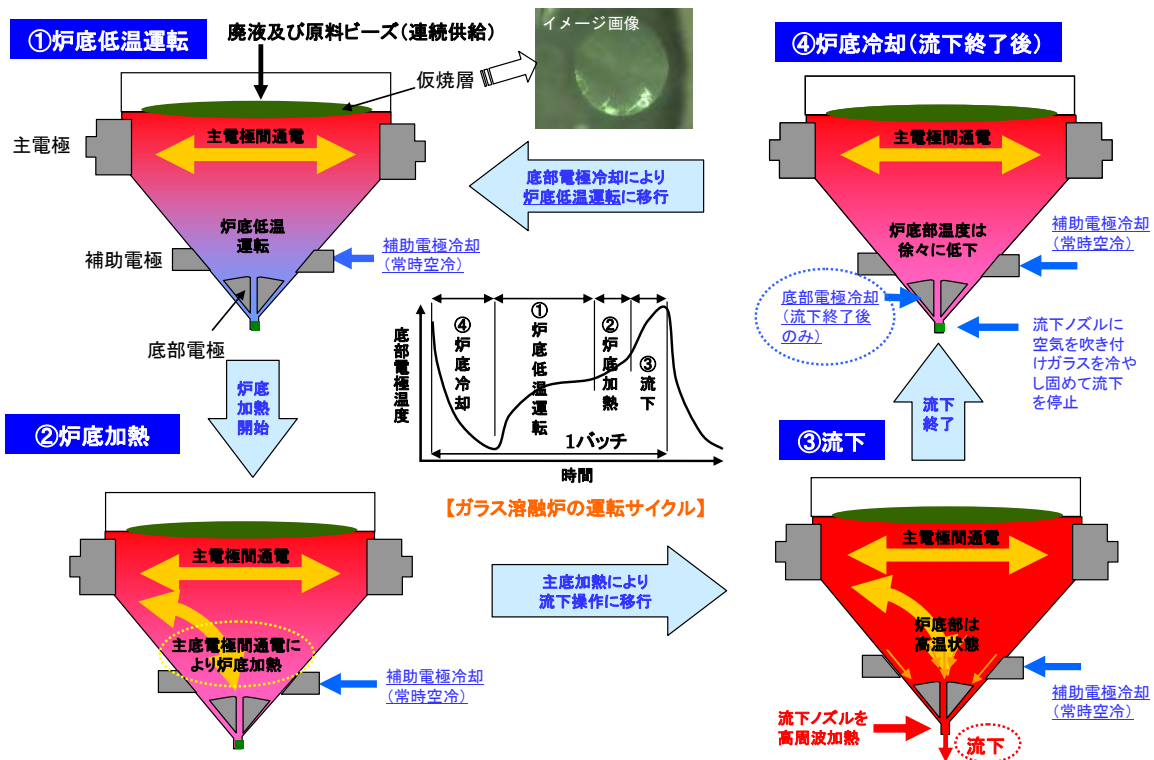 ①炉底低温運転
廃液及び原料ビーズ(連続供給)
イメージ画像
仮焼層
主電極
主電極間通電
炉底低温
運転
補助電極
補助電極冷却
(常時空冷)
底部電極
底部電極冷却により
炉底低温運転に移行
④炉底冷却(流下終了後)
主電極間通電
炉底部温度は
徐々に低下
補助電極冷却
(常時空冷)
底部電極冷却
(流下終了後
のみ)
流下ノズルに
空気を吹き付
けガラスを冷や
し固めて流下
を停止
炉底
加熱
開始
底部電極温度
④炉底冷却
①炉底低温運転
②炉底加熱
③流下
1バッチ
時間
【ガラス溶融炉の運転サイクル】
流下
終了
②炉底加熱
主電極間通電
主底電極間通電に
より炉底加熱
補助電極冷却
(常時空冷)
主底加熱により
流下操作に移行
③流下
主電極間通電
炉底部は
高温状態
補助電極冷却
(常時空冷)
流下ノズルを
高周波加熱
流下